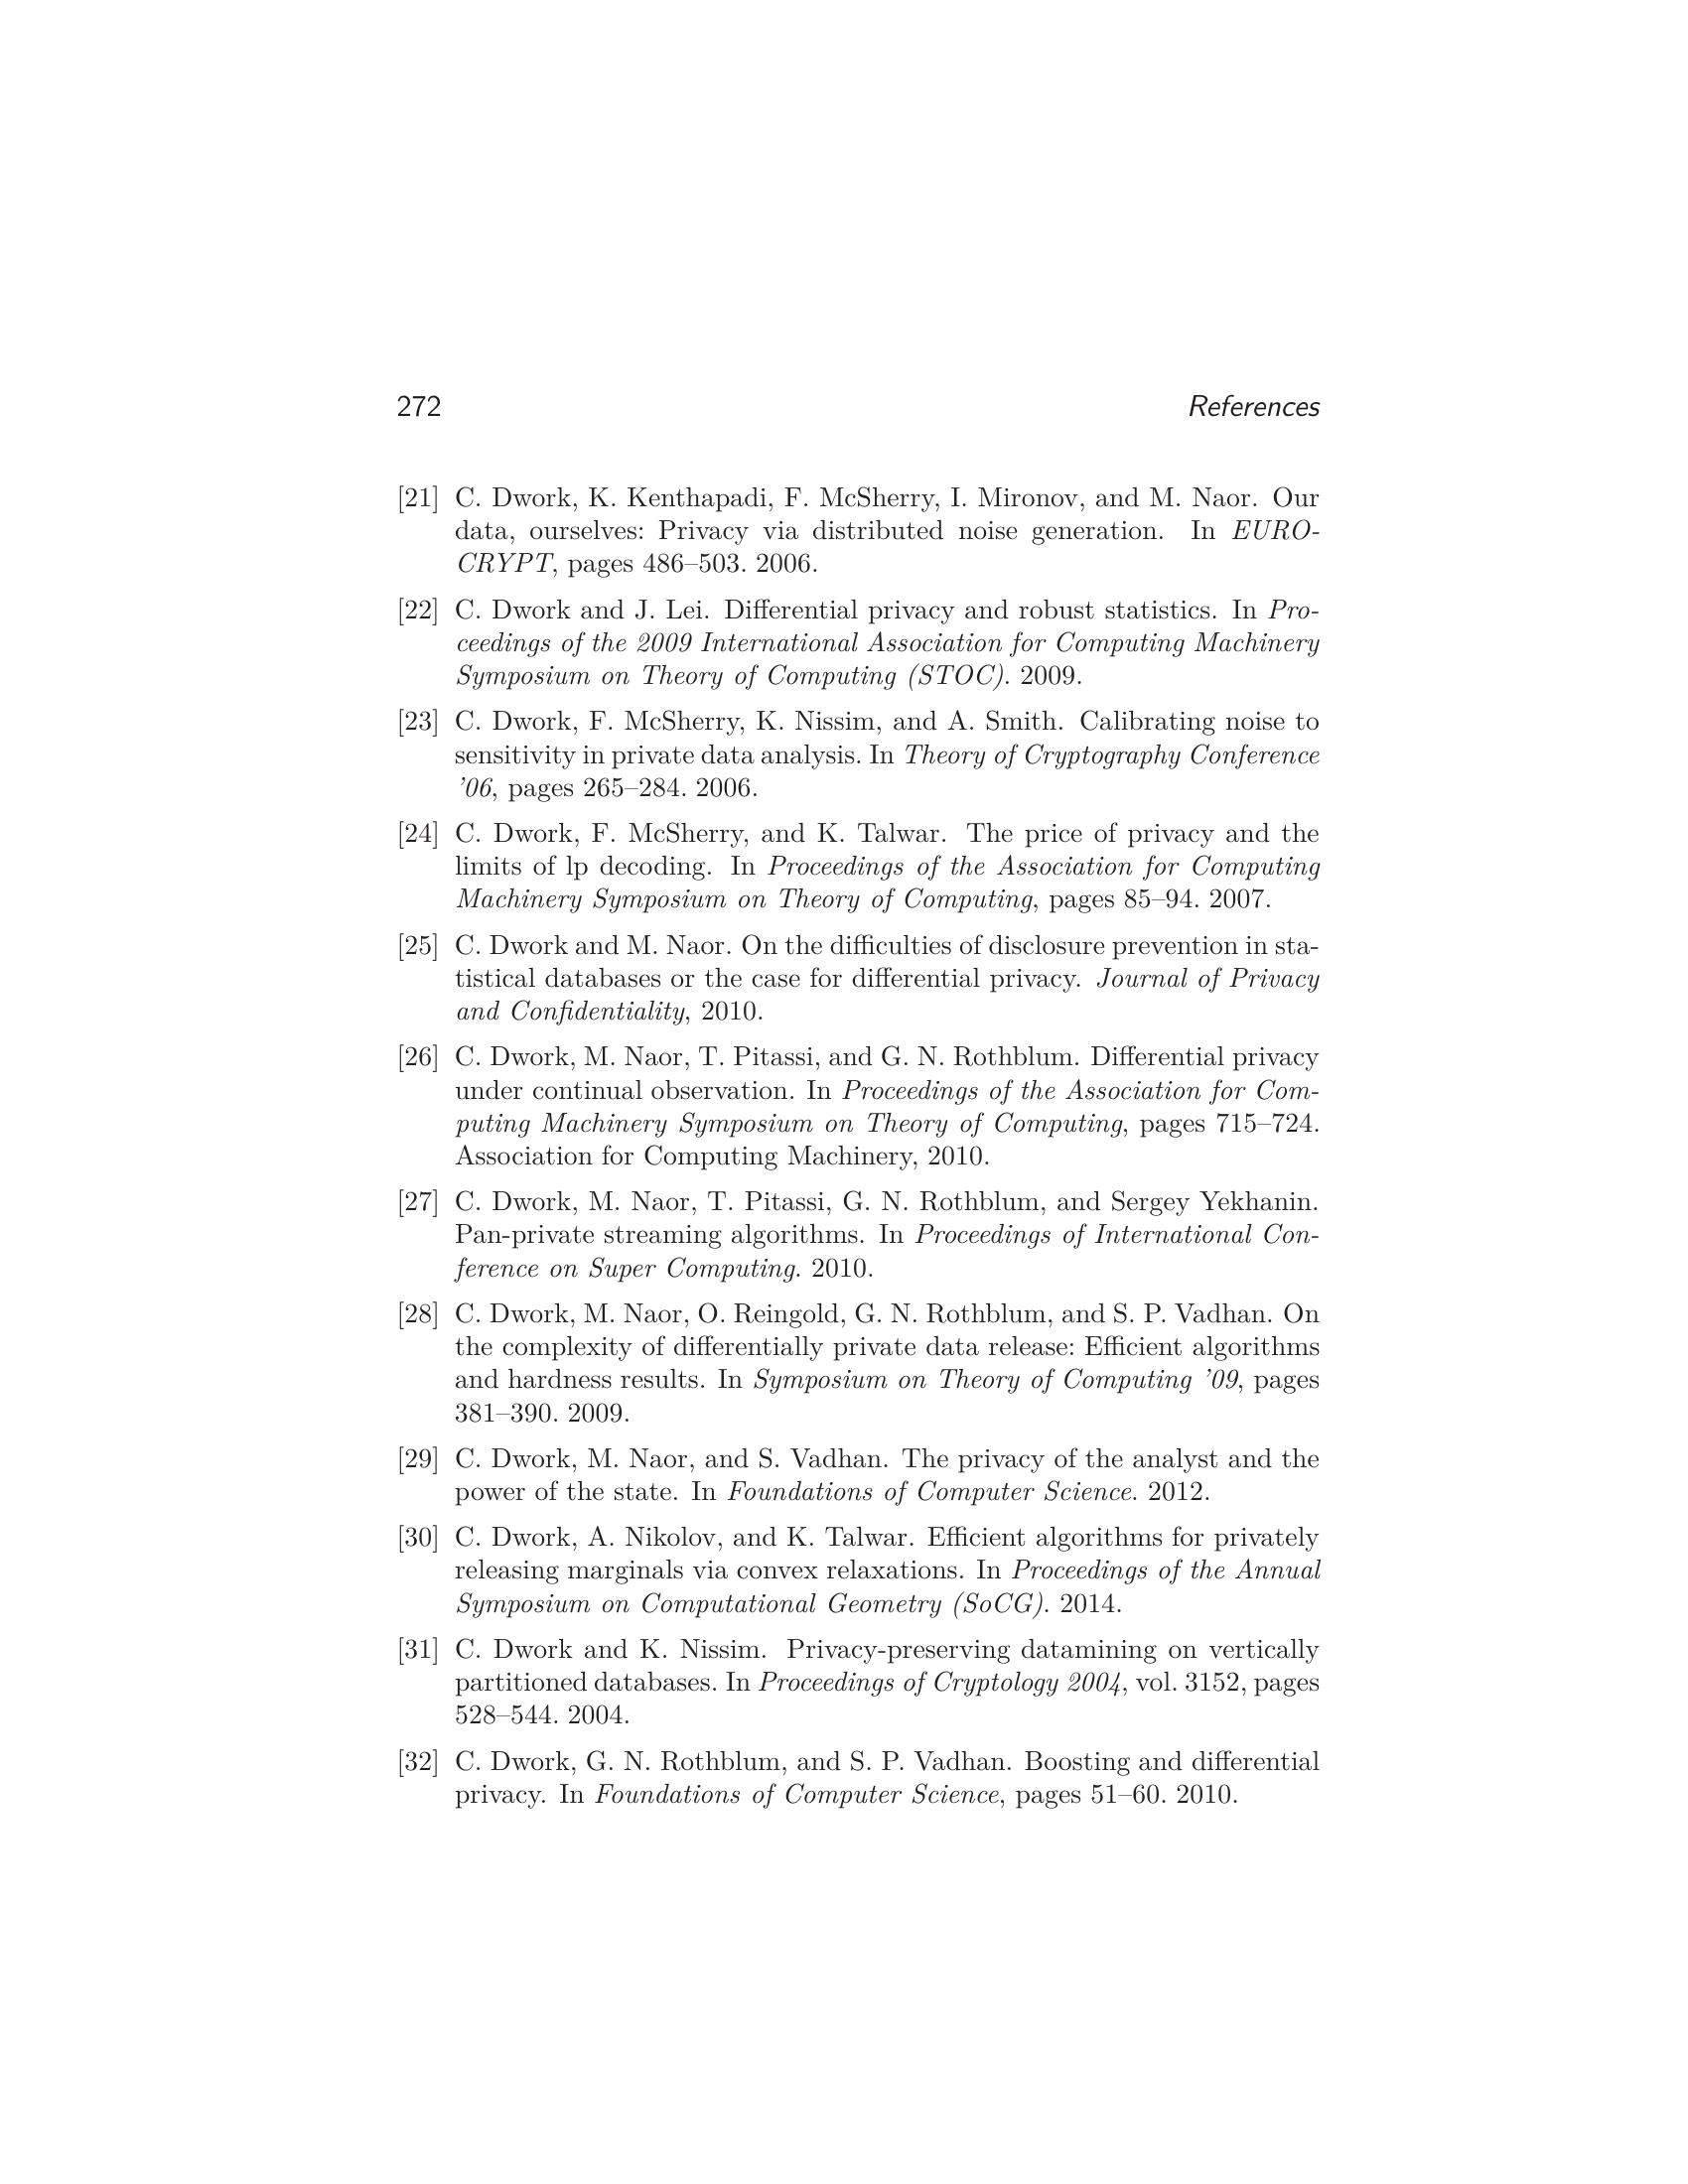 272 References
[21] C. Dwork, K. Kenthapadi, F. McSherry, I. Mironov, and M. Naor. Our
data, ourselves: Privacy via distributed noise generation. In EURO-
CRYPT, pages 486–503. 2006.
[22] C. Dwork and J. Lei. Differential privacy and robust statistics. In Pro-
ceedings of the 2009 International Association for Computing Machinery
Symposium on Theory of Computing (STOC). 2009.
[23] C. Dwork, F. McSherry, K. Nissim, and A. Smith. Calibrating noise to
sensitivity in private data analysis. In Theory of Cryptography Conference
’06, pages 265–284. 2006.
[24] C. Dwork, F. McSherry, and K. Talwar. The price of privacy and the
limits of lp decoding. In Proceedings of the Association for Computing
Machinery Symposium on Theory of Computing, pages 85–94. 2007.
[25] C. Dwork and M. Naor. On the difficulties of disclosure prevention in sta-
tistical databases or the case for differential privacy. Journal of Privacy
and Confidentiality, 2010.
[26] C. Dwork, M. Naor, T. Pitassi, and G. N. Rothblum. Differential privacy
under continual observation. In Proceedings of the Association for Com-
puting Machinery Symposium on Theory of Computing, pages 715–724.
Association for Computing Machinery, 2010.
[27] C. Dwork, M. Naor, T. Pitassi, G. N. Rothblum, and Sergey Yekhanin.
Pan-private streaming algorithms. In Proceedings of International Con-
ference on Super Computing. 2010.
[28] C. Dwork, M. Naor, O. Reingold, G. N. Rothblum, and S. P. Vadhan. On
the complexity of differentially private data release: Efficient algorithms
and hardness results. In Symposium on Theory of Computing ’09, pages
381–390. 2009.
[29] C. Dwork, M. Naor, and S. Vadhan. The privacy of the analyst and the
power of the state. In Foundations of Computer Science. 2012.
[30] C. Dwork, A. Nikolov, and K. Talwar. Efficient algorithms for privately
releasing marginals via convex relaxations. In Proceedings of the Annual
Symposium on Computational Geometry (SoCG). 2014.
[31] C. Dwork and K. Nissim. Privacy-preserving datamining on vertically
partitioned databases. In Proceedings of Cryptology 2004, vol. 3152, pages
528–544. 2004.
[32] C. Dwork, G. N. Rothblum, and S. P. Vadhan. Boosting and differential
privacy. In Foundations of Computer Science, pages 51–60. 2010.